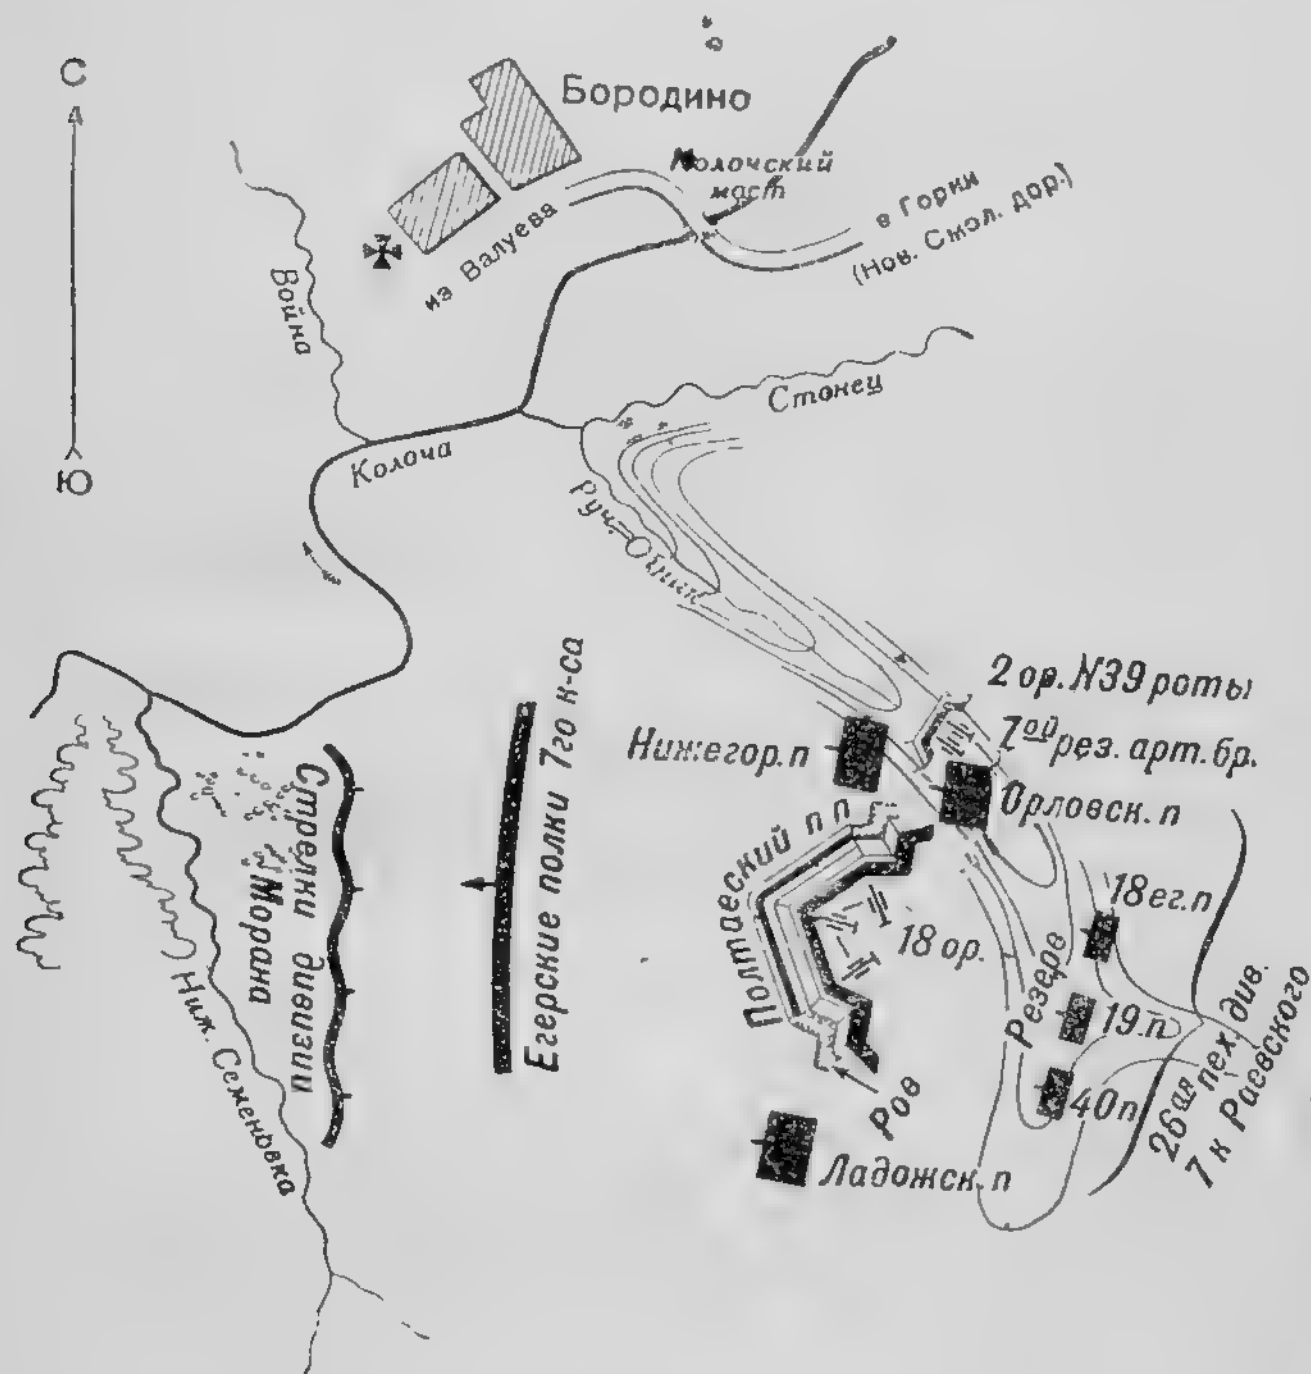 С
Ю
Бородино
Колочский
мост
из Валуева
в Горки
(Нов. Смол. дор.)
Война
Стонец
Колоча
Руч. Огник
2 ор. N39 роты
7ой рез. арт. бр.
Нижегор. п
Орловск. п
Егерские полки 7го к-са
Стрелки дивизии
Морана
Полтавский п п
18 ор.
18 ег. п
Резерв
19. п
40 п
26ая пех. див.
7 к Раевского
Ров
Ладожск. п
Ниж. Семеновка